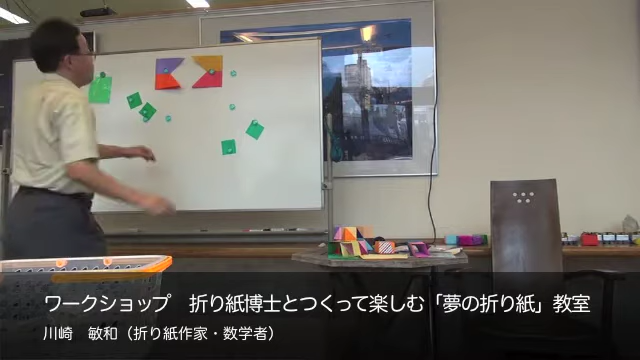 ワークショップ　折り紙博士とつくって楽しむ「夢の折り紙」教室
川崎　敏和（折り紙作家・数学者）